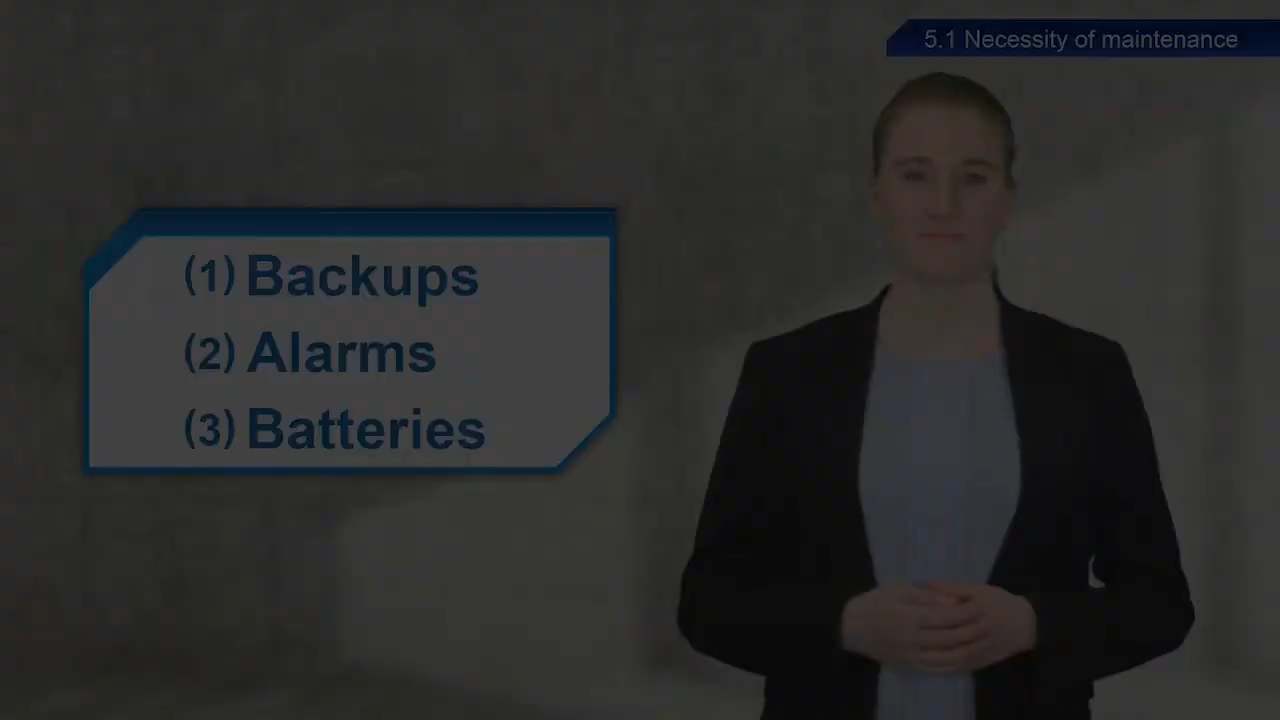 5.1 Necessity of maintenance
(1) Backups
(2) Alarms
(3) Batteries